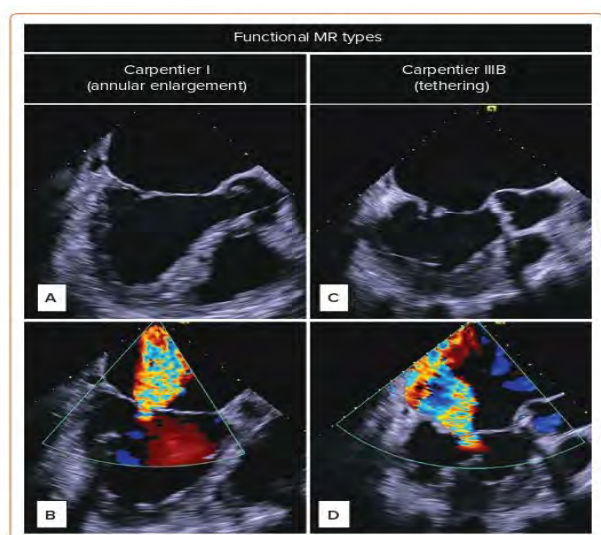 Functional MR types
Carpentier I
(annular enlargement)
Carpentier IIIB
(tethering)
A
C
B
D